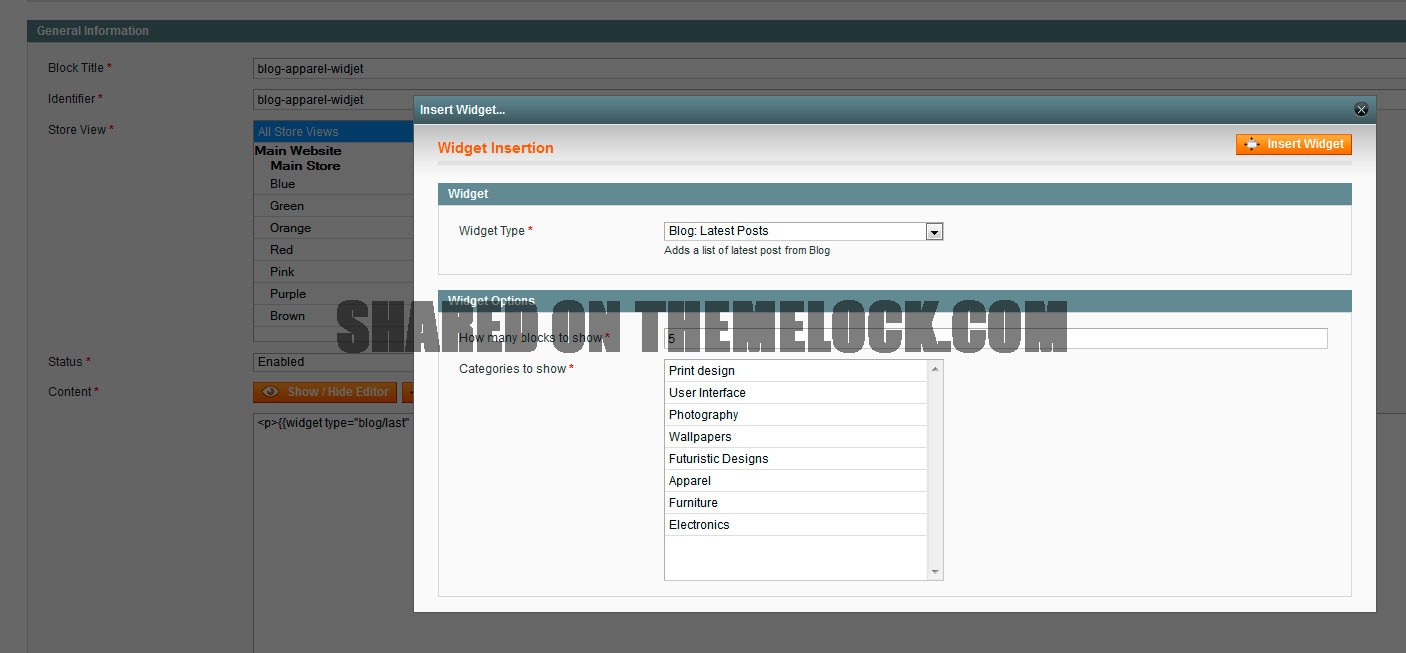 General Information
Block Title *
blog-apparel-widjet
Identifier *
blog-apparel-widjet
Store View *
All Store Views
Main Website
Main Store
Blue
Green
Orange
Red
Pink
Purple
Brown
Status *
Enabled
Content *
Show / Hide Editor
<p>{{widget type="blog/last"
Insert Widget...
Widget Insertion
Insert Widget
Widget
Widget Type *
Blog: Latest Posts
Adds a list of latest post from Blog
Widget Options
SHARED ON THEMELOCK.COM
How many blocks to show *
5
Categories to show *
Print design
User Interface
Photography
Wallpapers
Futuristic Designs
Apparel
Furniture
Electronics